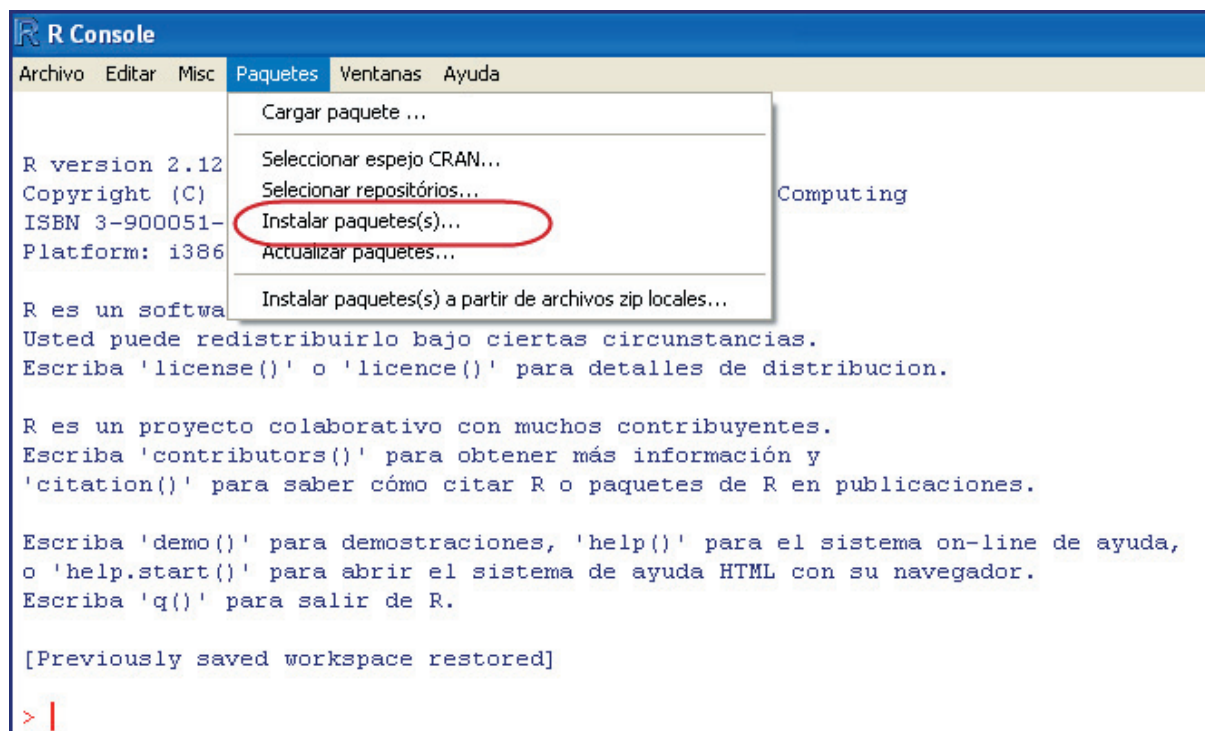 R Console
Archivo Editar Misc Paquetes Ventanas Ayuda
Cargar paquete ...
Seleccionar espejo CRAN...
Selecionar repositórios...
Instalar paquetes(s)...
Actualizar paquetes...
Instalar paquetes(s) a partir de archivos zip locales...
R version 2.12
Copyright (C) Computing
ISBN 3-900051-
Platform: i386
R es un softwa
Usted puede redistribuirlo bajo ciertas circunstancias.
Escriba 'license()' o 'licence()' para detalles de distribucion.
R es un proyecto colaborativo con muchos contribuyentes.
Escriba 'contributors()' para obtener más información y
'citation()' para saber cómo citar R o paquetes de R en publicaciones.
Escriba 'demo()' para demostraciones, 'help()' para el sistema on-line de ayuda,
o 'help.start()' para abrir el sistema de ayuda HTML con su navegador.
Escriba 'q()' para salir de R.
[Previously saved workspace restored]
>